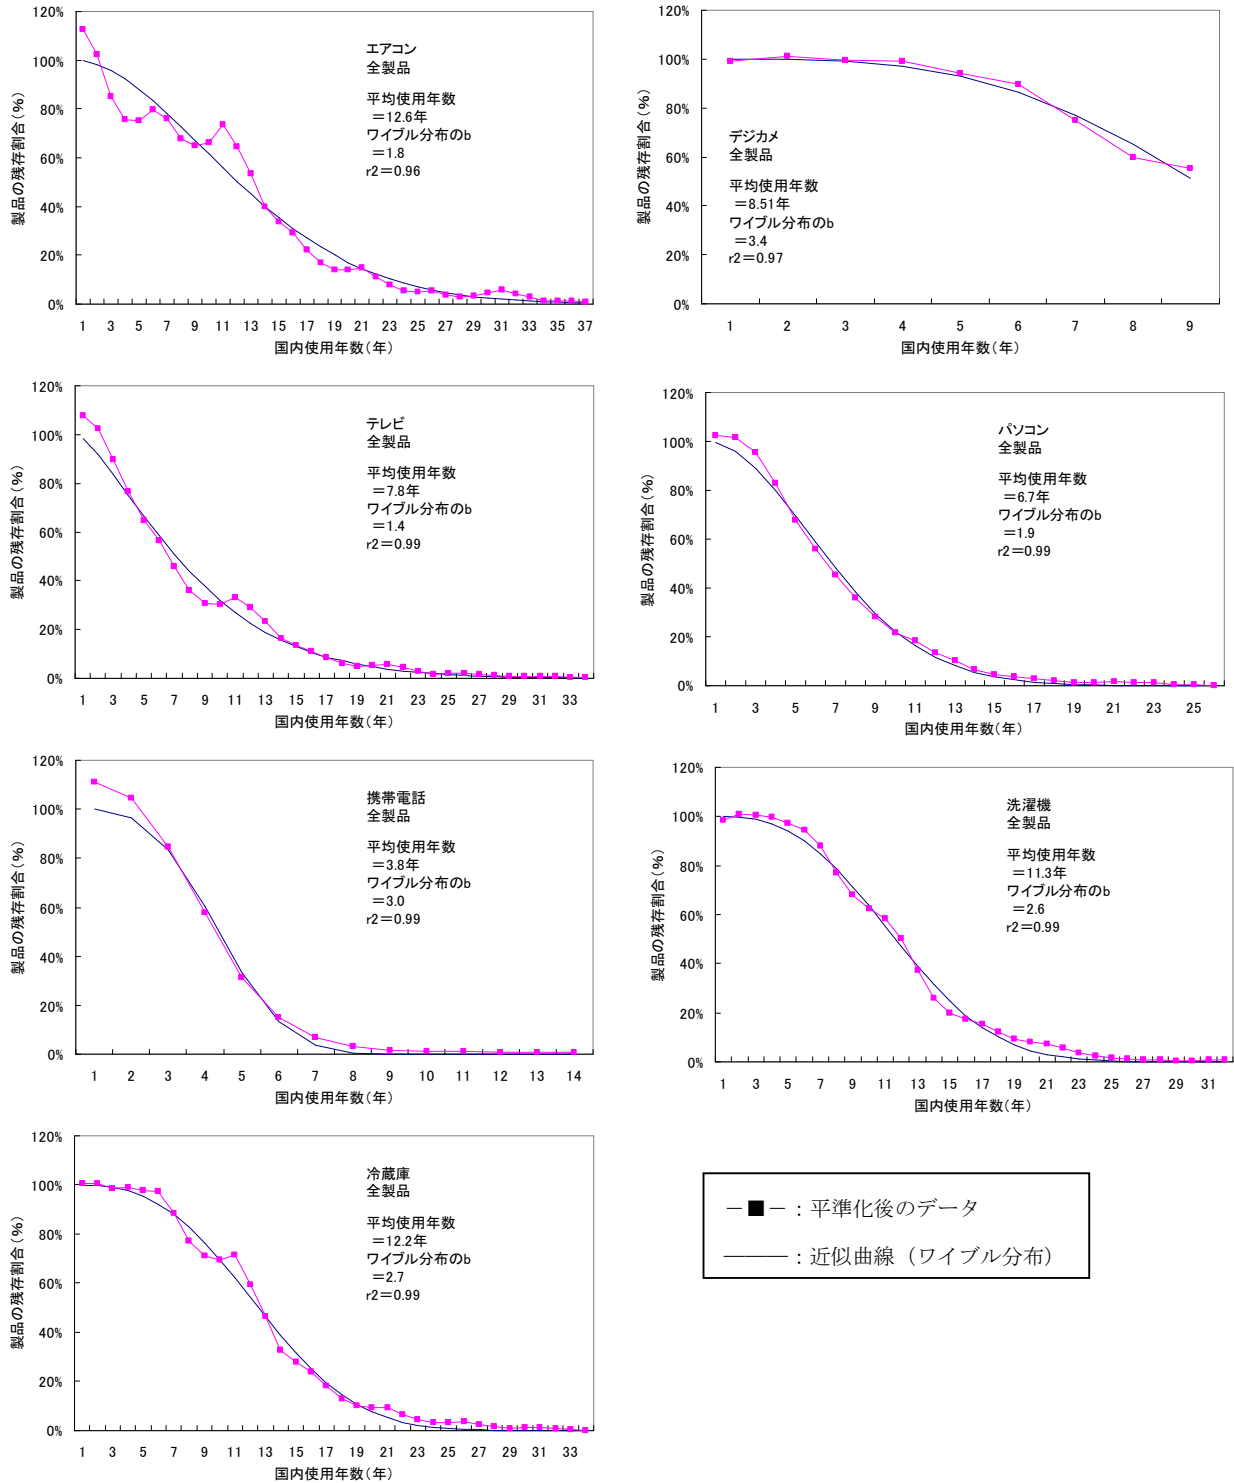 120%
100%
80%
60%
40%
20%
0%
製品の残存割合(%)
エアコン
全製品
平均使用年数
=12.6年
ワイブル分布のb
=1.8
r2=0.96
1 3 5 7 9 11 13 15 17 19 21 23 25 27 29 31 33 35 37
国内使用年数(年)
120%
100%
80%
60%
40%
20%
0%
製品の残存割合(%)
デジカメ
全製品
平均使用年数
=8.51年
ワイブル分布のb
=3.4
r2=0.97
1 2 3 4 5 6 7 8 9
国内使用年数(年)
120%
100%
80%
60%
40%
20%
0%
製品の残存割合(%)
テレビ
全製品
平均使用年数
=7.8年
ワイブル分布のb
=1.4
r2=0.99
1 3 5 7 9 11 13 15 17 19 21 23 25 27 29 31 33
国内使用年数(年)
120%
100%
80%
60%
40%
20%
0%
製品の残存割合(%)
パソコン
全製品
平均使用年数
=6.7年
ワイブル分布のb
=1.9
r2=0.99
1 3 5 7 9 11 13 15 17 19 21 23 25
国内使用年数(年)
120%
100%
80%
60%
40%
20%
0%
製品の残存割合(%)
携帯電話
全製品
平均使用年数
=3.8年
ワイブル分布のb
=3.0
r2=0.99
1 2 3 4 5 6 7 8 9 10 11 12 13 14
国内使用年数(年)
120%
100%
80%
60%
40%
20%
0%
製品の残存割合(%)
洗濯機
全製品
平均使用年数
=11.3年
ワイブル分布のb
=2.6
r2=0.99
1 3 5 7 9 11 13 15 17 19 21 23 25 27 29 31
国内使用年数(年)
120%
100%
80%
60%
40%
20%
0%
製品の残存割合(%)
冷蔵庫
全製品
平均使用年数
=12.2年
ワイブル分布のb
=2.7
r2=0.99
1 3 5 7 9 11 13 15 17 19 21 23 25 27 29 31 33
国内使用年数(年)
－■－：平準化後のデータ
―――：近似曲線（ワイブル分布）